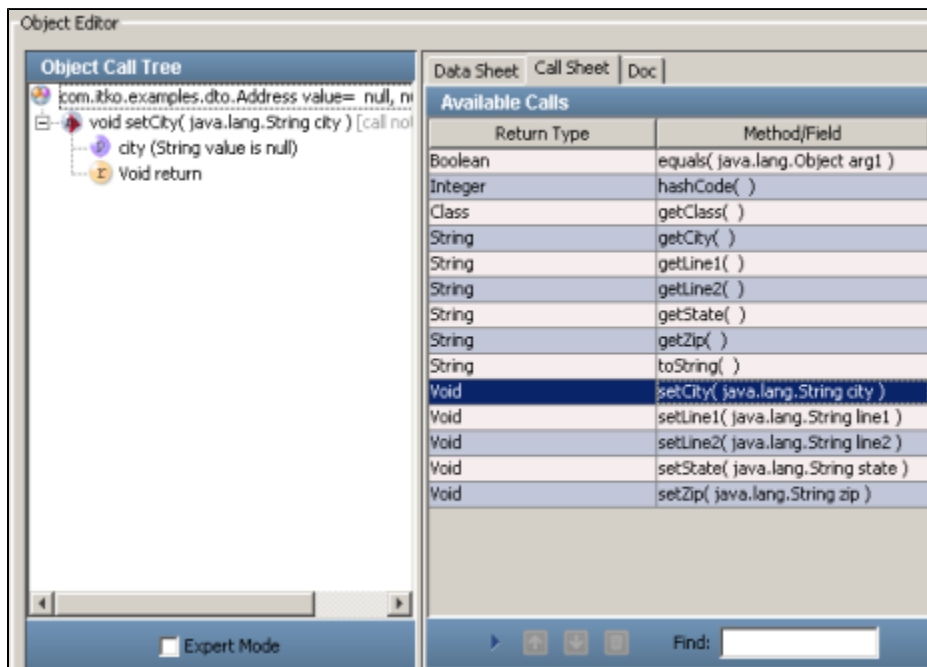 Object Editor
Object Call Tree
com.itko.examples.dto.Address value= null,
void setCity( java.lang.String city ) [call
city (String value is null)
Void return
Expert Mode
Data Sheet Call Sheet Doc
Available Calls
Return Type Method/Field
Boolean equals( java.lang.Object arg1 )
Integer hashCode( )
Class getClass( )
String getCity( )
String getLine1( )
String getLine2( )
String getState( )
String getZip( )
String toString( )
Void setCity( java.lang.String city )
Void setLine1( java.lang.String line1 )
Void setLine2( java.lang.String line2 )
Void setState( java.lang.String state )
Void setZip( java.lang.String zip )
Find: